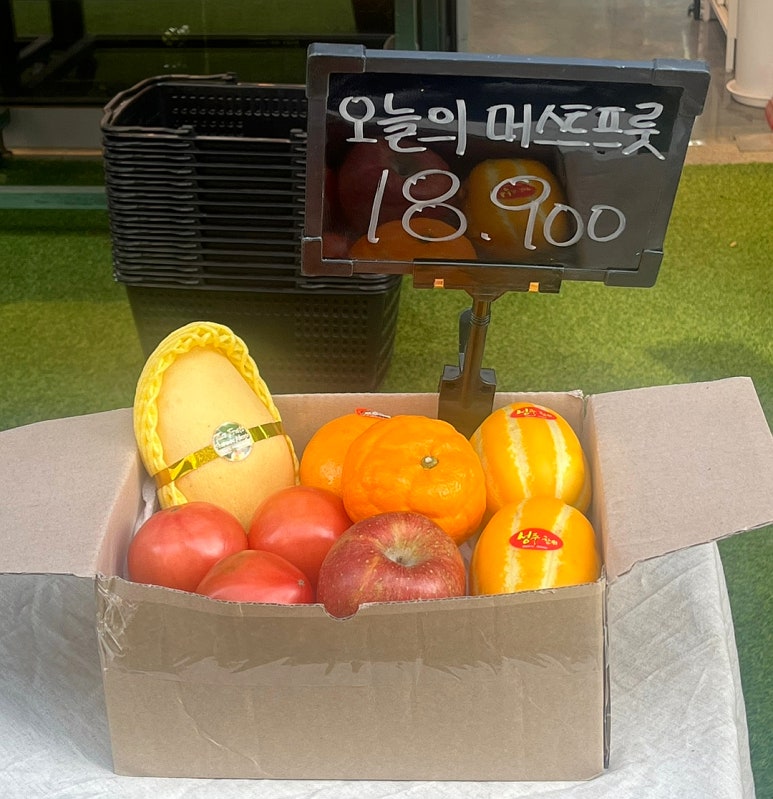 오늘의 머스트프룻
18.900
성주 참외
성주 참외